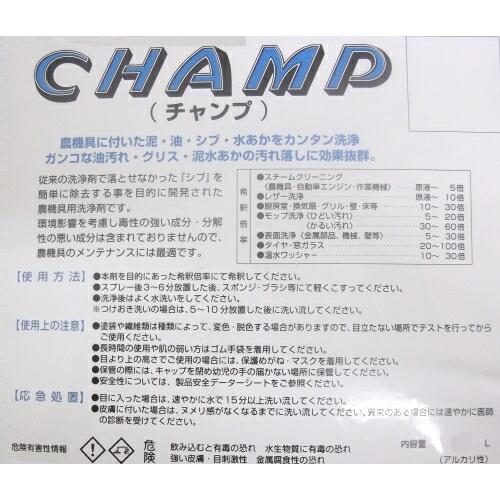 CHAMP
(チャンプ)
農機具に付いた泥・油・シブ・水あかをカンタン洗浄
ガンコな油汚れ・グリス・泥水あかの汚れ落しに効果抜群。
従来の洗浄剤で落とせなかった「シブ」を
簡単に除去する事を目的に開発された
農機具用洗浄剤です。
環境影響を考慮し毒性の強い成分・分解
性の悪い成分は含まれておりませんので、
農機具のメンテナンスには最適です。
希釈倍率
●スチームクリーニング
(農機具・自動車エンジン・作業機械) 原液〜 5倍
●レザー洗浄 原液〜 10倍
●厨房室・換気扇・グリル・壁・床等 10〜 30倍
●モップ洗浄(ひどい汚れ) 5〜 20倍
(かるい汚れ) 30〜 60倍
●表面洗浄(金属部品、機械、壁等) 5〜 30倍
●タイヤ・窓ガラス 20〜100倍
●温水ワッシャー 10〜 30倍
【使用方法】●本剤を目的にあった希釈倍率にて希釈してください。
●スプレー後3〜6分放置した後、スポンジ・ブラシ等にて軽くこすってください。
●洗浄後はよく水洗いをしてください。
※つけおき洗いの場合は、5〜10分放置した後に洗い流してください。
【使用上の注意】●塗装や繊維類は種類によって、変色・脱色する場合がありますので、目立たない場所でテストを行ってから
ご使用ください。
●長時間の使用や肌の弱い方はゴム手袋を着用してください。
●目より上の高さでご使用の場合には、保護めがね・マスクを着用してください。
●保管の際には、キャップを閉め幼児の手の届かない場所に保管してください。
●安全性については、製品安全データーシートをご参照ください。
【応急処置】●目に入った場合は、速やかに水で15分以上洗い流してください。
●皮膚に付いた場合は、ヌメリ感がなくなるまでに洗い流してください。異常のある場合には速やかに医師
の診断を受けてください。
危険有害性情報 危険 飲み込むと有毒の恐れ 水生物質に有毒の恐れ
強い皮膚・目刺激性 金属腐食性の恐れ
内容量 L
(アルカリ性)